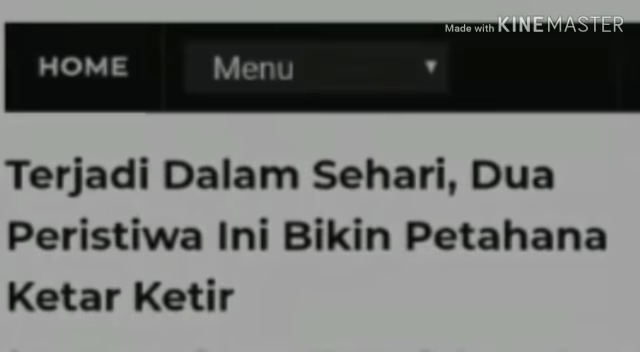 Made with KINEMASTER
HOME
Menu
Terjadi Dalam Sehari, Dua
Peristiwa Ini Bikin Petahana
Ketar Ketir